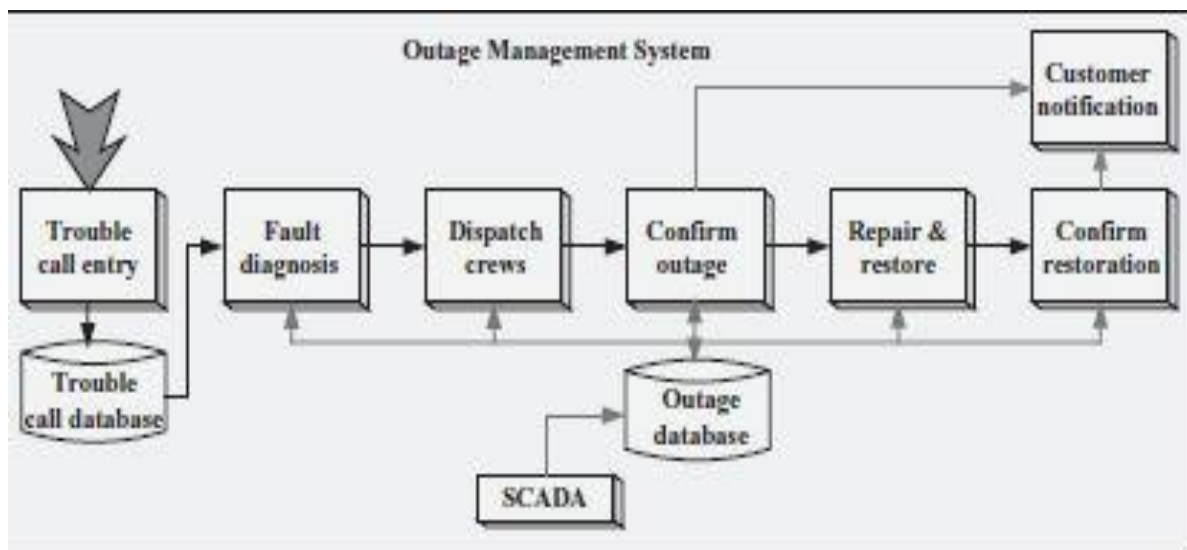 Outage Management System
Customer
notification
Trouble
call entry
Fault
diagnosis
Dispatch
crews
Confirm
outage
Repair &
restore
Confirm
restoration
Trouble
call database
Outage
database
SCADA